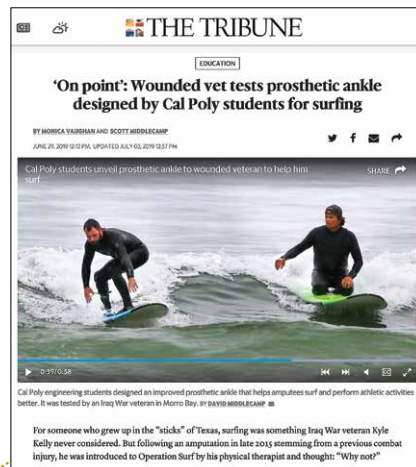 THE TRIBUNE
EDUCATION
‘On point’: Wounded vet tests prosthetic ankle
designed by Cal Poly students for surfing
BY MONICA VAUGHAN AND SCOTT MIDDLECAMP
JUNE 29, 2019 12:12 PM, UPDATED JULY 03, 2019 12:57 PM
Cal Poly students unveil prosthetic ankle to wounded veteran to help him
surf
SHARE
0:39/0:58
Cal Poly engineering students designed an improved prosthetic ankle that helps amputees surf and perform athletic activities
better. It was tested by an Iraq War veteran in Morro Bay. BY DAVID MIDDLECAMP
For someone who grew up in the “sticks” of Texas, surfing was something Iraq War veteran Kyle
Kelly never considered. But following an amputation in late 2015 stemming from a previous combat
injury, he was introduced to Operation Surf by his physical therapist and thought: “Why not?”